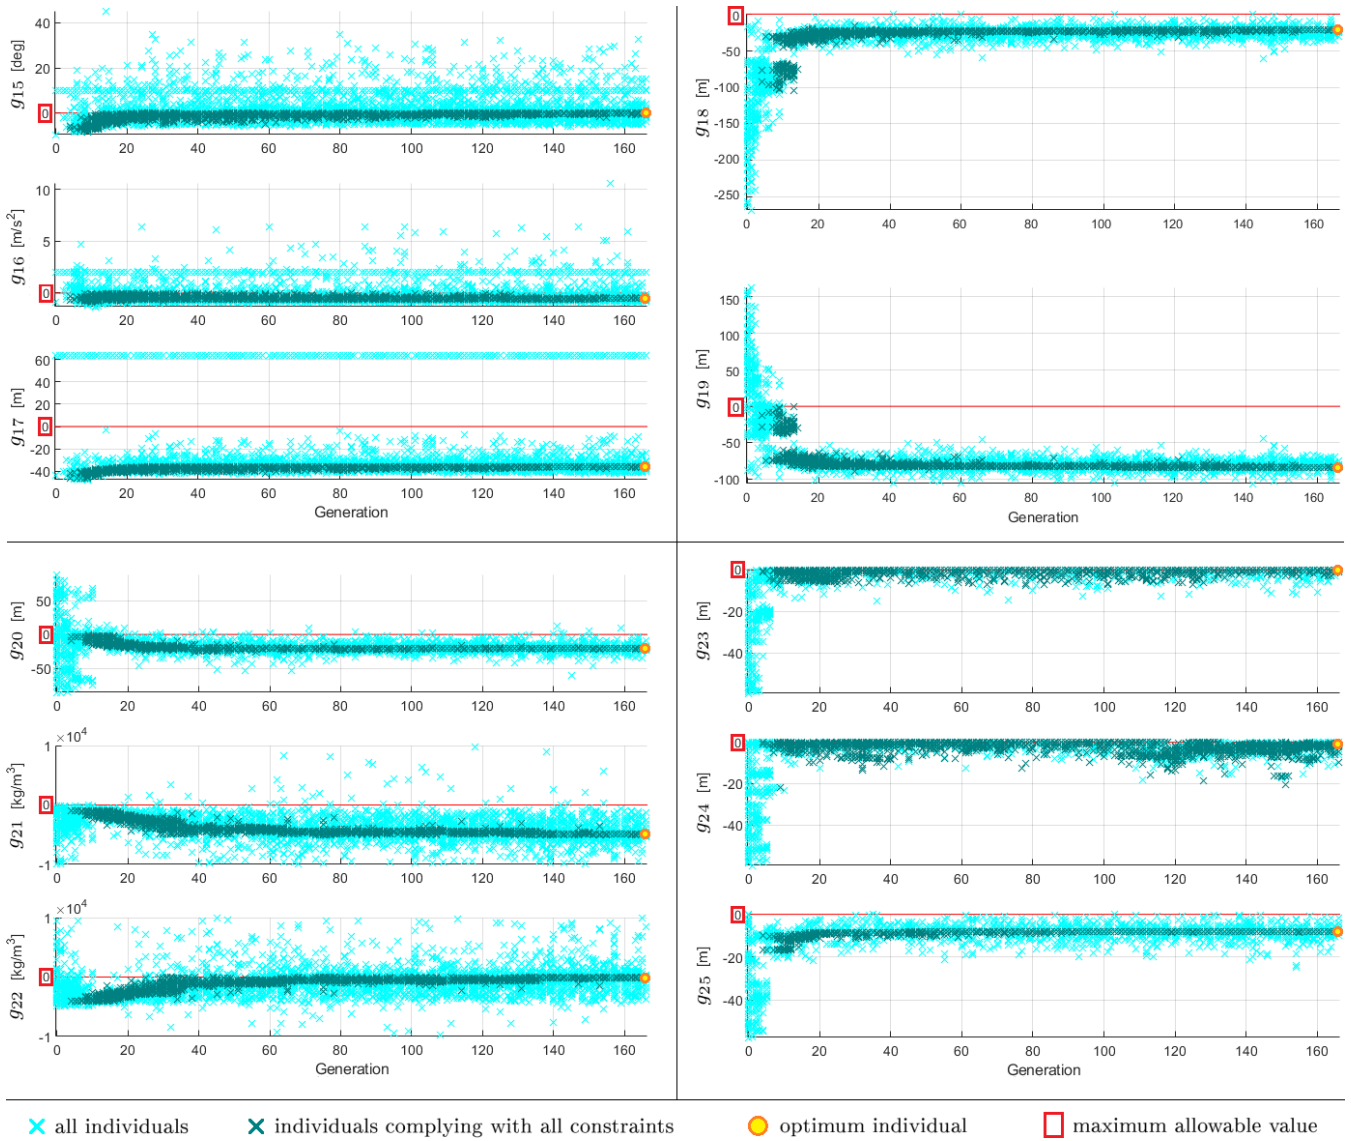 g15 [deg]
40
20
0
0 20 40 60 80 100 120 140 160
g16 [m/s²]
10
5
0
0 20 40 60 80 100 120 140 160
g17 [m]
60
40
20
0
-20
-40
0 20 40 60 80 100 120 140 160
Generation
g18 [m]
0
-50
-100
-150
-200
-250
0 20 40 60 80 100 120 140 160
g19 [m]
150
100
50
0
-50
-100
0 20 40 60 80 100 120 140 160
Generation
g20 [m]
50
0
-50
0 20 40 60 80 100 120 140 160
g21 [kg/m³]
×10⁴
1
0
-1
0 20 40 60 80 100 120 140 160
g22 [kg/m³]
×10⁴
1
0
-1
0 20 40 60 80 100 120 140 160
Generation
g23 [m]
0
-20
-40
0 20 40 60 80 100 120 140 160
g24 [m]
0
-20
-40
0 20 40 60 80 100 120 140 160
g25 [m]
0
-20
-40
0 20 40 60 80 100 120 140 160
Generation
all individuals individuals complying with all constraints optimum individual maximum allowable value